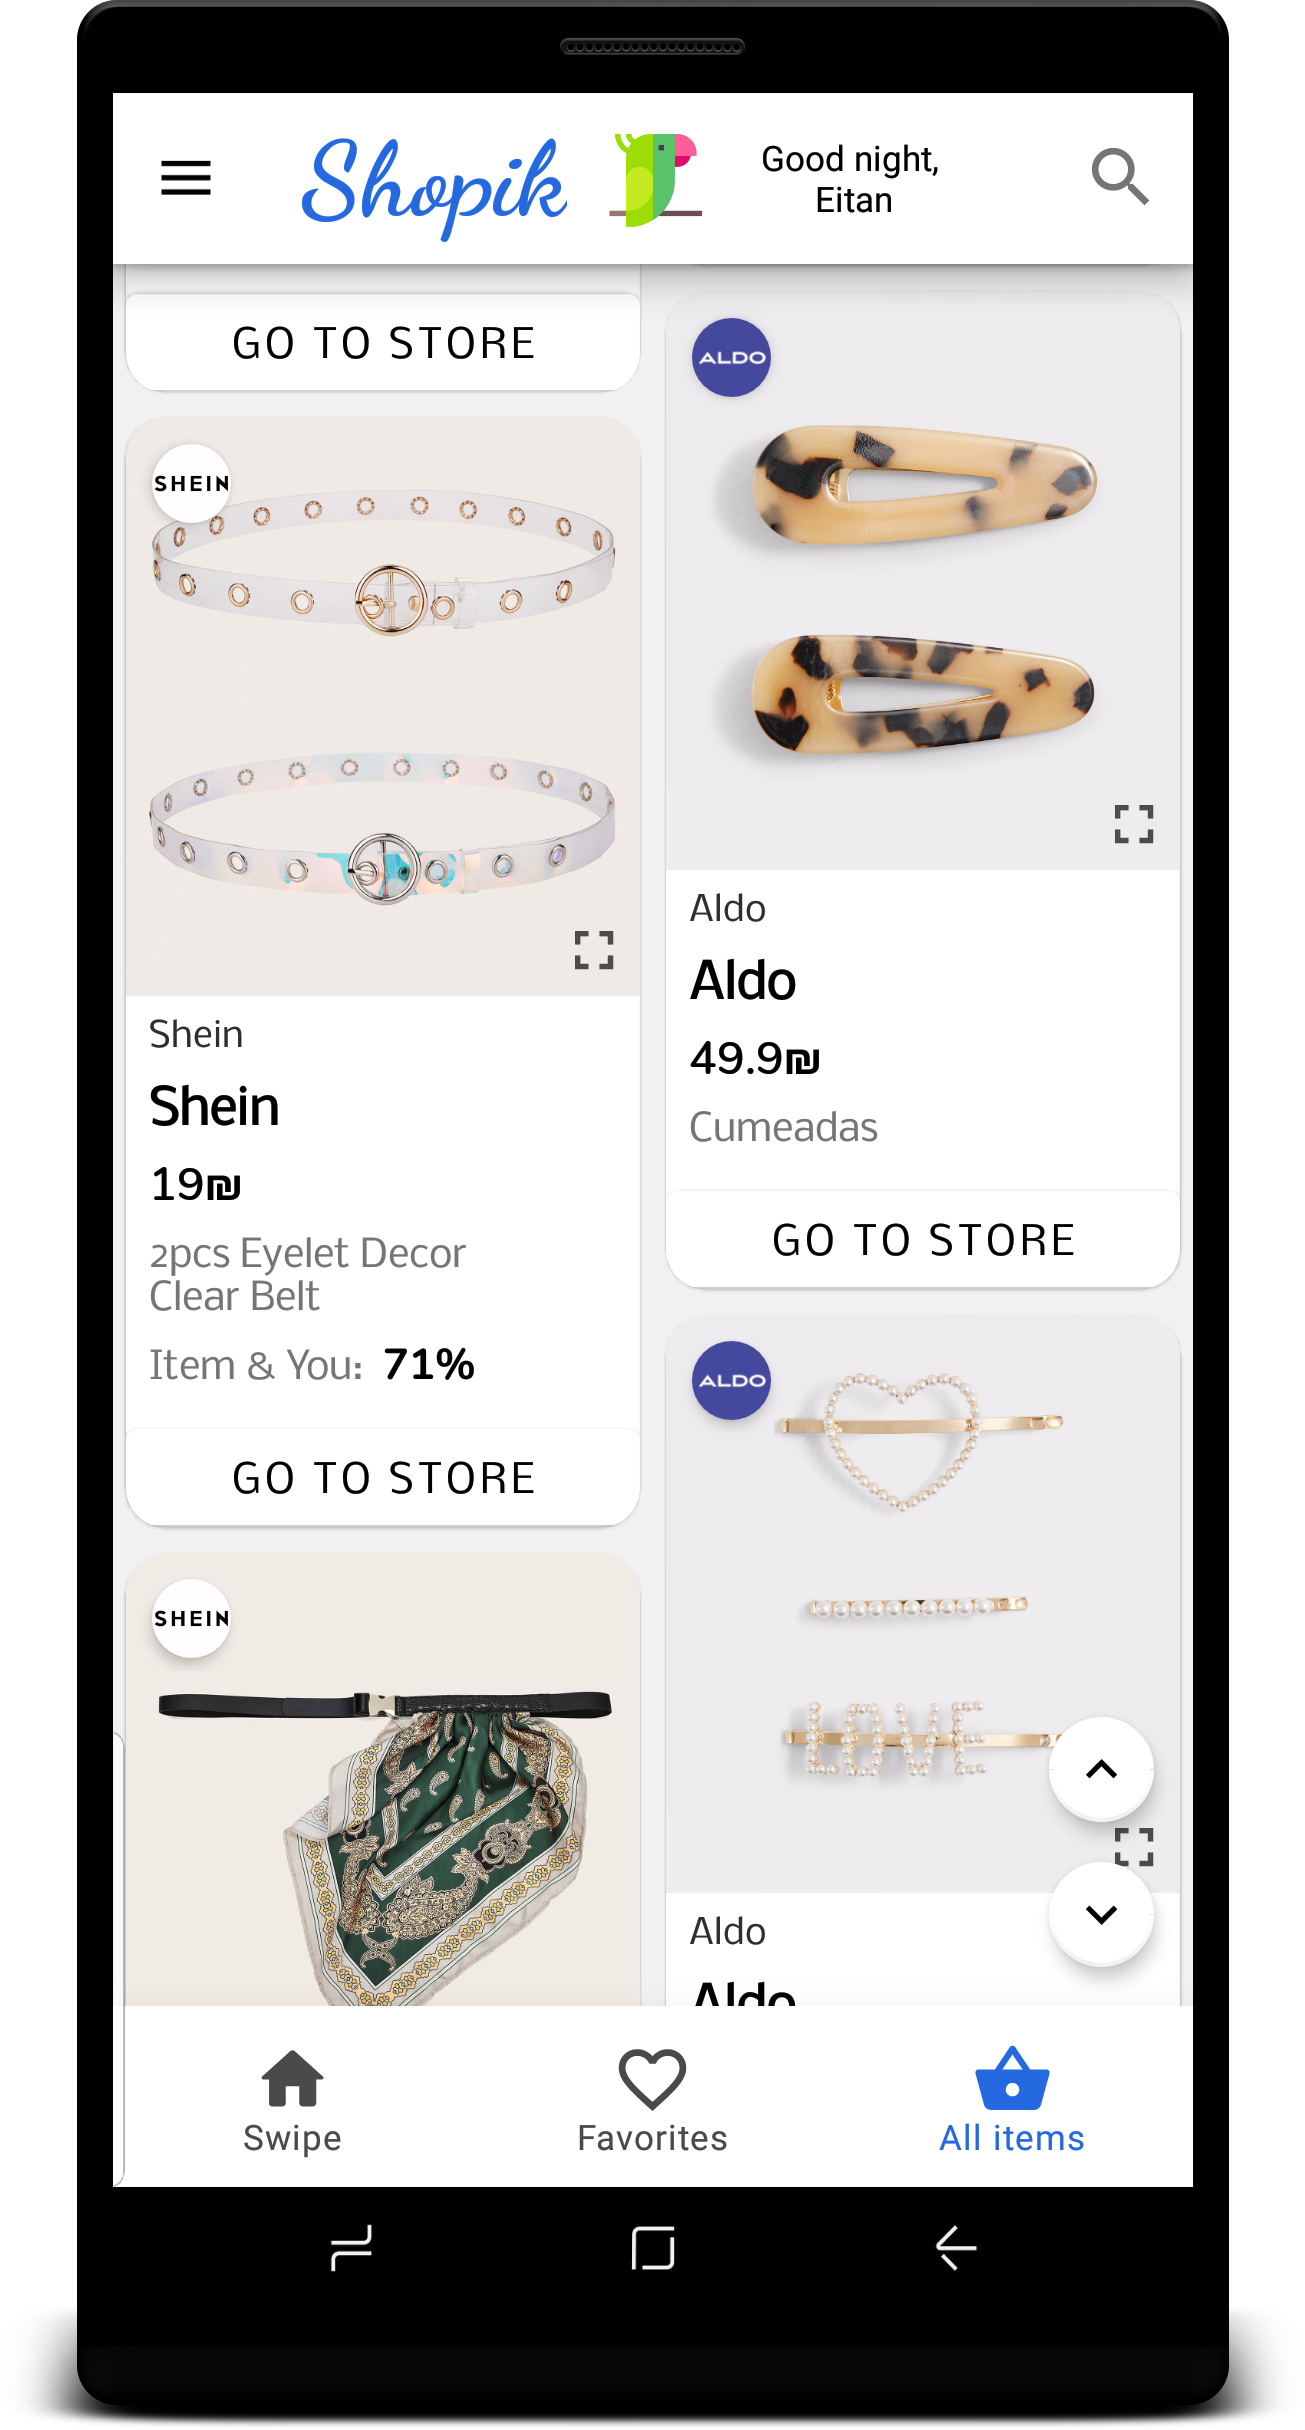 Shopik
Good night,
Eitan
GO TO STORE
SHEIN
Shein
Shein
19₪
2pcs Eyelet Decor
Clear Belt
Item & You: 71%
GO TO STORE
SHEIN
ALDO
Aldo
Aldo
49.9₪
Cumeadas
GO TO STORE
ALDO
LOVE
Aldo
Aldo
Swipe
Favorites
All items